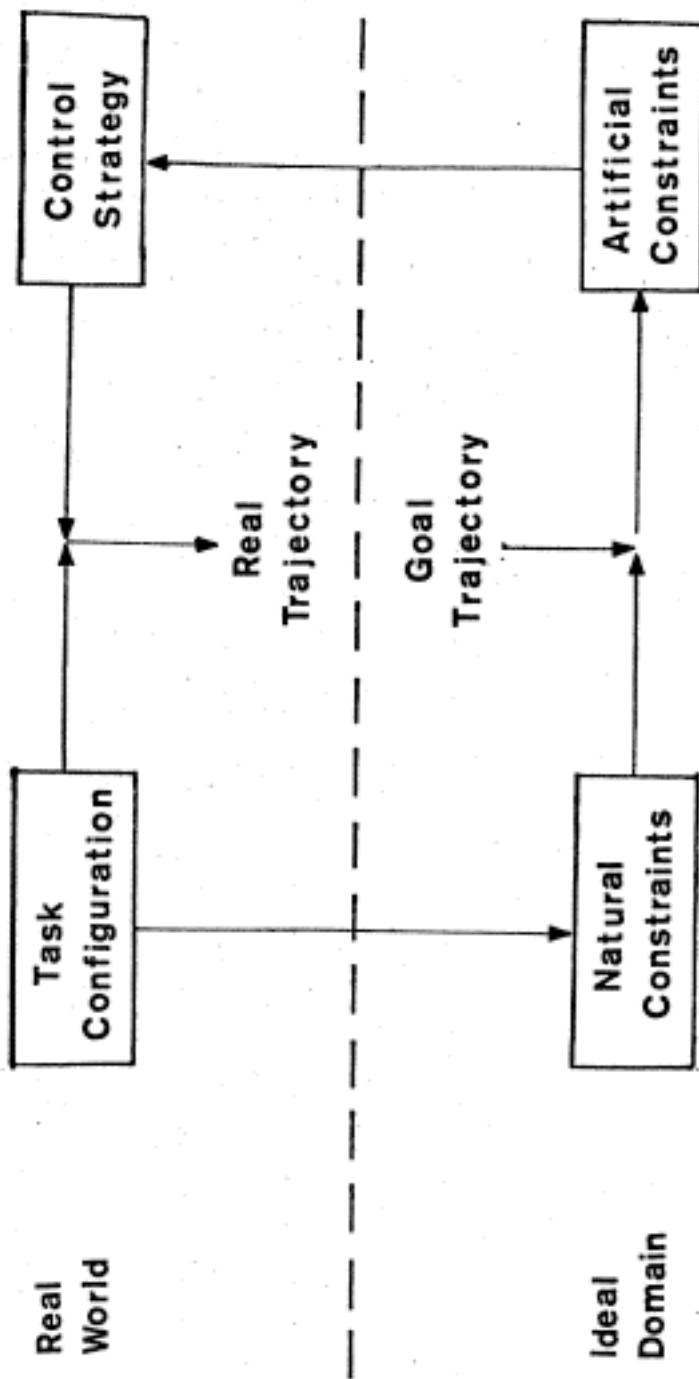 Real
World
Task
Configuration
Control
Strategy
Real
Trajectory
Goal
Trajectory
Ideal
Domain
Natural
Constraints
Artificial
Constraints